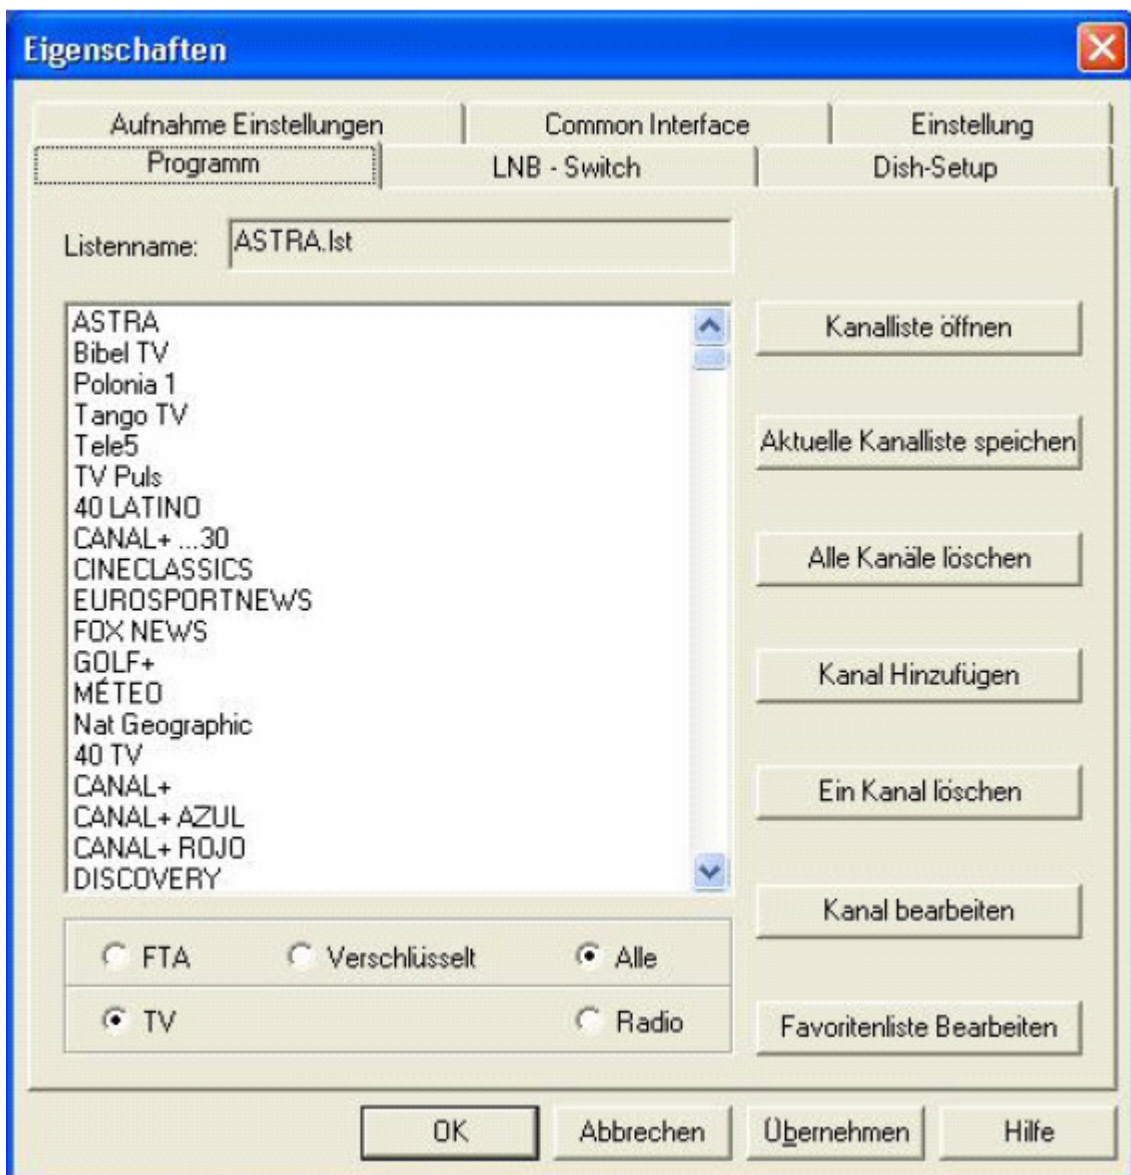 Eigenschaften
Aufnahme Einstellungen Common Interface Einstellung
Programm LNB - Switch Dish-Setup
Listenname: ASTRA.lst
ASTRA
Bibel TV
Polonia 1
Tango TV
Tele5
TV Puls
40 LATINO
CANAL+ ...30
CINECLASSICS
EUROSPORTNEWS
FOX NEWS
GOLF+
MÉTEO
Nat Geographic
40 TV
CANAL+
CANAL+ AZUL
CANAL+ ROJO
DISCOVERY
Kanalliste öffnen
Aktuelle Kanalliste speichen
Alle Kanäle löschen
Kanal Hinzufügen
Ein Kanal löschen
Kanal bearbeiten
Favoritenliste Bearbeiten
FTA Verschlüsselt Alle
TV Radio
OK Abbrechen Übernehmen Hilfe